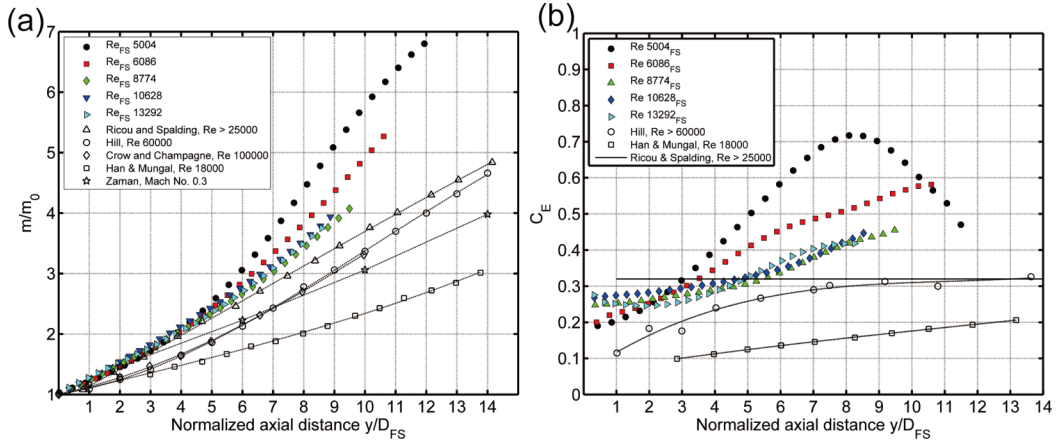 (a)
7
6
5
4
3
2
1
m/m0
ReFS 5004
ReFS 6086
ReFS 8774
ReFS 10628
ReFS 13292
Ricou and Spalding, Re > 25000
Hill, Re 60000
Crow and Champagne, Re 100000
Han & Mungal, Re 18000
Zaman, Mach No. 0.3
1 2 3 4 5 6 7 8 9 10 11 12 13 14
Normalized axial distance y/DFS
(b)
1
0.9
0.8
0.7
0.6
0.5
0.4
0.3
0.2
0.1
0
CE
Re 5004FS
Re 6086FS
Re 8774FS
Re 10628FS
Re 13292FS
Hill, Re > 60000
Han & Mungal, Re 18000
Ricou & Spalding, Re > 25000
1 2 3 4 5 6 7 8 9 10 11 12 13 14
Normalized axial distance y/DFS